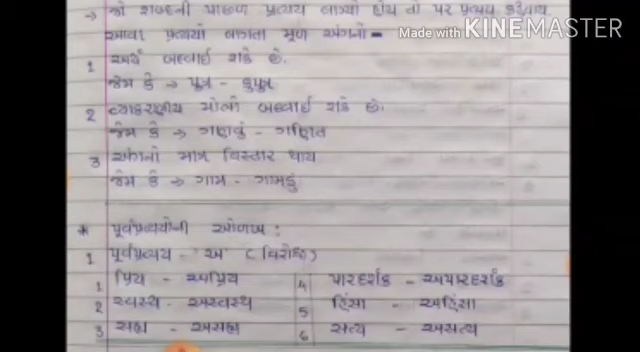 → જો શબ્દની પાછળ પ્રત્યય લાગ્યો હોય તો પર પ્રત્યય કહેવાય
આવા પ્રત્યયો લાગતા મૂળ અંગનો -
Made with KINEMASTER
1 અર્થ બદલાઈ શકે છે.
જેમ કે → પુત્ર - કુપુત્ર
2 વ્યાકરણીય મોભો બદલાઈ શકે છે.
જેમ કે → ગણવું - ગણિત
3 અંગનો માત્ર વિસ્તાર થાય
જેમ કે → ગામ - ગામડું
* પૂર્વપ્રત્યયોની ઓળખ :
1 પૂર્વપ્રત્યય - 'અ' (વિરોધ)
1 પ્રિય - અપ્રિય 4 પારદર્શક - અપારદર્શક
2 સ્વસ્થ - અસ્વસ્થ 5 હિંસા - અહિંસા
3 સહ્ય - અસહ્ય 6 સત્ય - અસત્ય